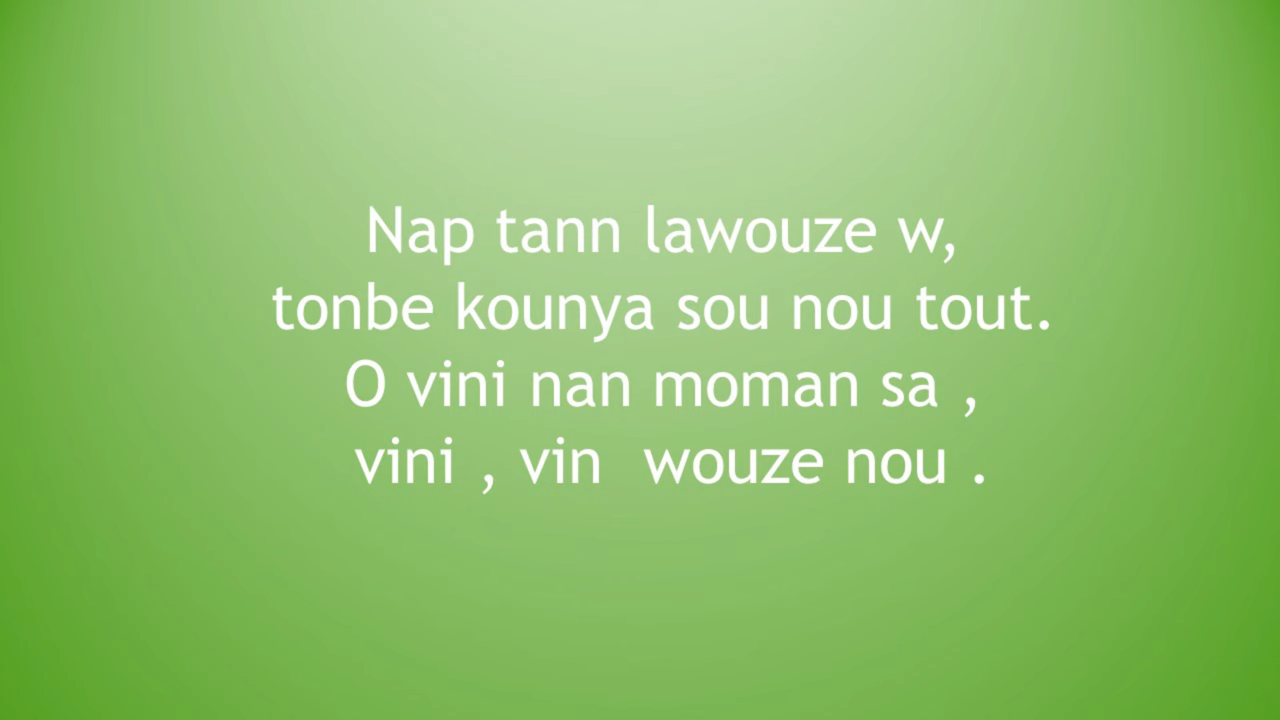 Nap tann lawouze w,
tonbe kounya sou nou tout.
O vini nan moman sa ,
vini , vin  wouze nou .